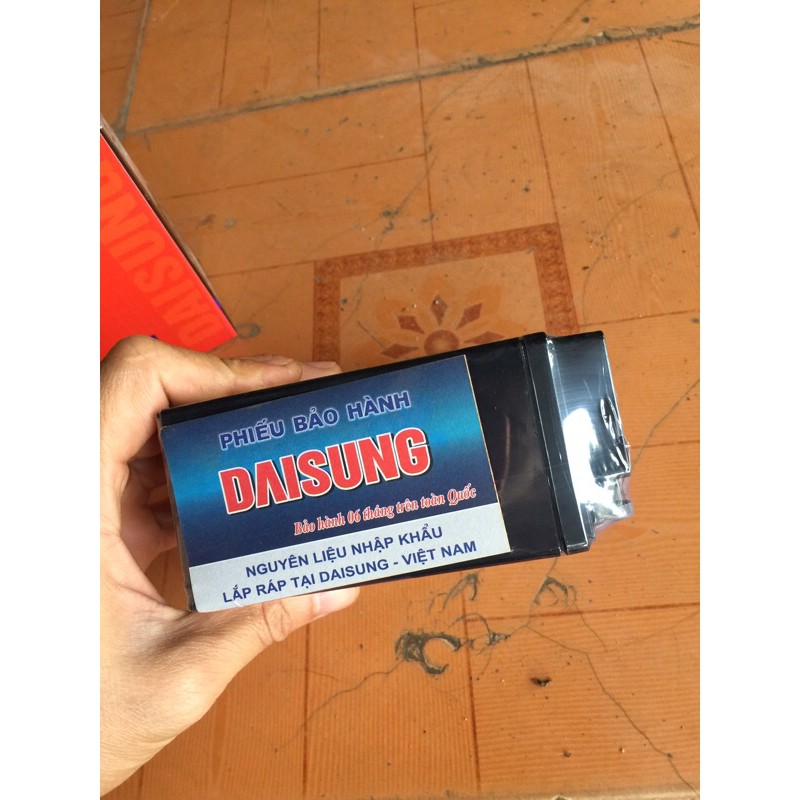 PHIẾU BẢO HÀNH
DAISUNG
Bảo hành 06 tháng trên toàn Quốc
NGUYÊN LIỆU NHẬP KHẨU
LẮP RÁP TẠI DAISUNG - VIỆT NAM
DAISUNG